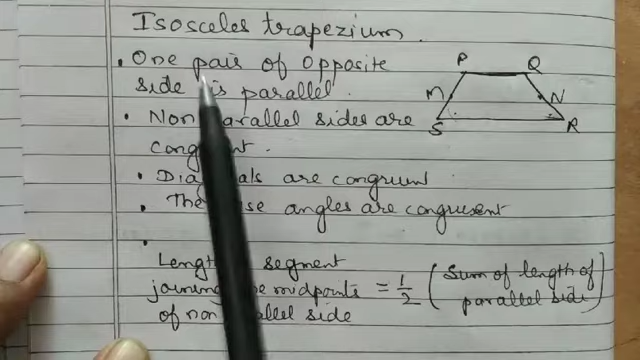 Isosceles trapezium.
• One pair of opposite
side is parallel.
P
Q
M
N
S
R
• Non parallel sides are
• Diagonals are congruent
• The base angles are congruent
Length segment
joining midpoints = 1/2 (Sum of length of
parallel side)
of non parallel side